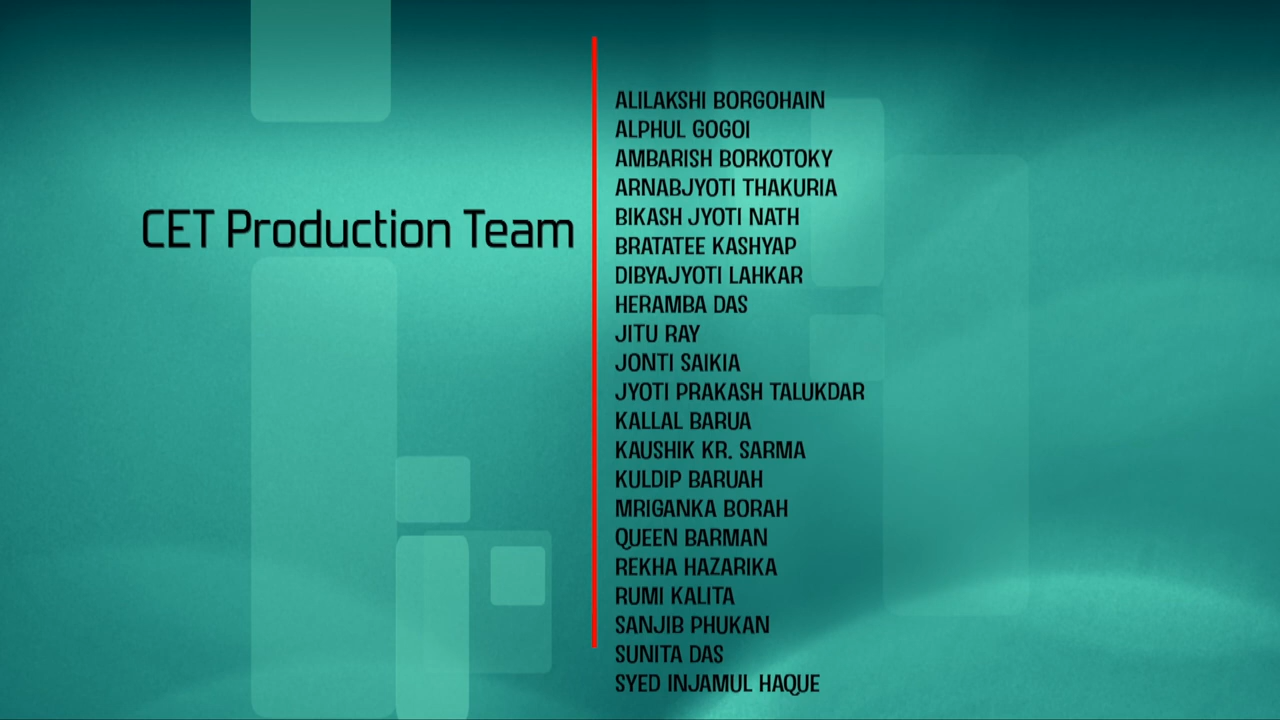 CET Production Team
ALILAKSHI BORGOHAIN
ALPHUL GOGOI
AMBARISH BORKOTOKY
ARNABJYOTI THAKURIA
BIKASH JYOTI NATH
BRATATEE KASHYAP
DIBYAJYOTI LAHKAR
HERAMBA DAS
JITU RAY
JONTI SAIKIA
JYOTI PRAKASH TALUKDAR
KALLAL BARUA
KAUSHIK KR. SARMA
KULDIP BARUAH
MRIGANKA BORAH
QUEEN BARMAN
REKHA HAZARIKA
RUMI KALITA
SANJIB PHUKAN
SUNITA DAS
SYED INJAMUL HAQUE